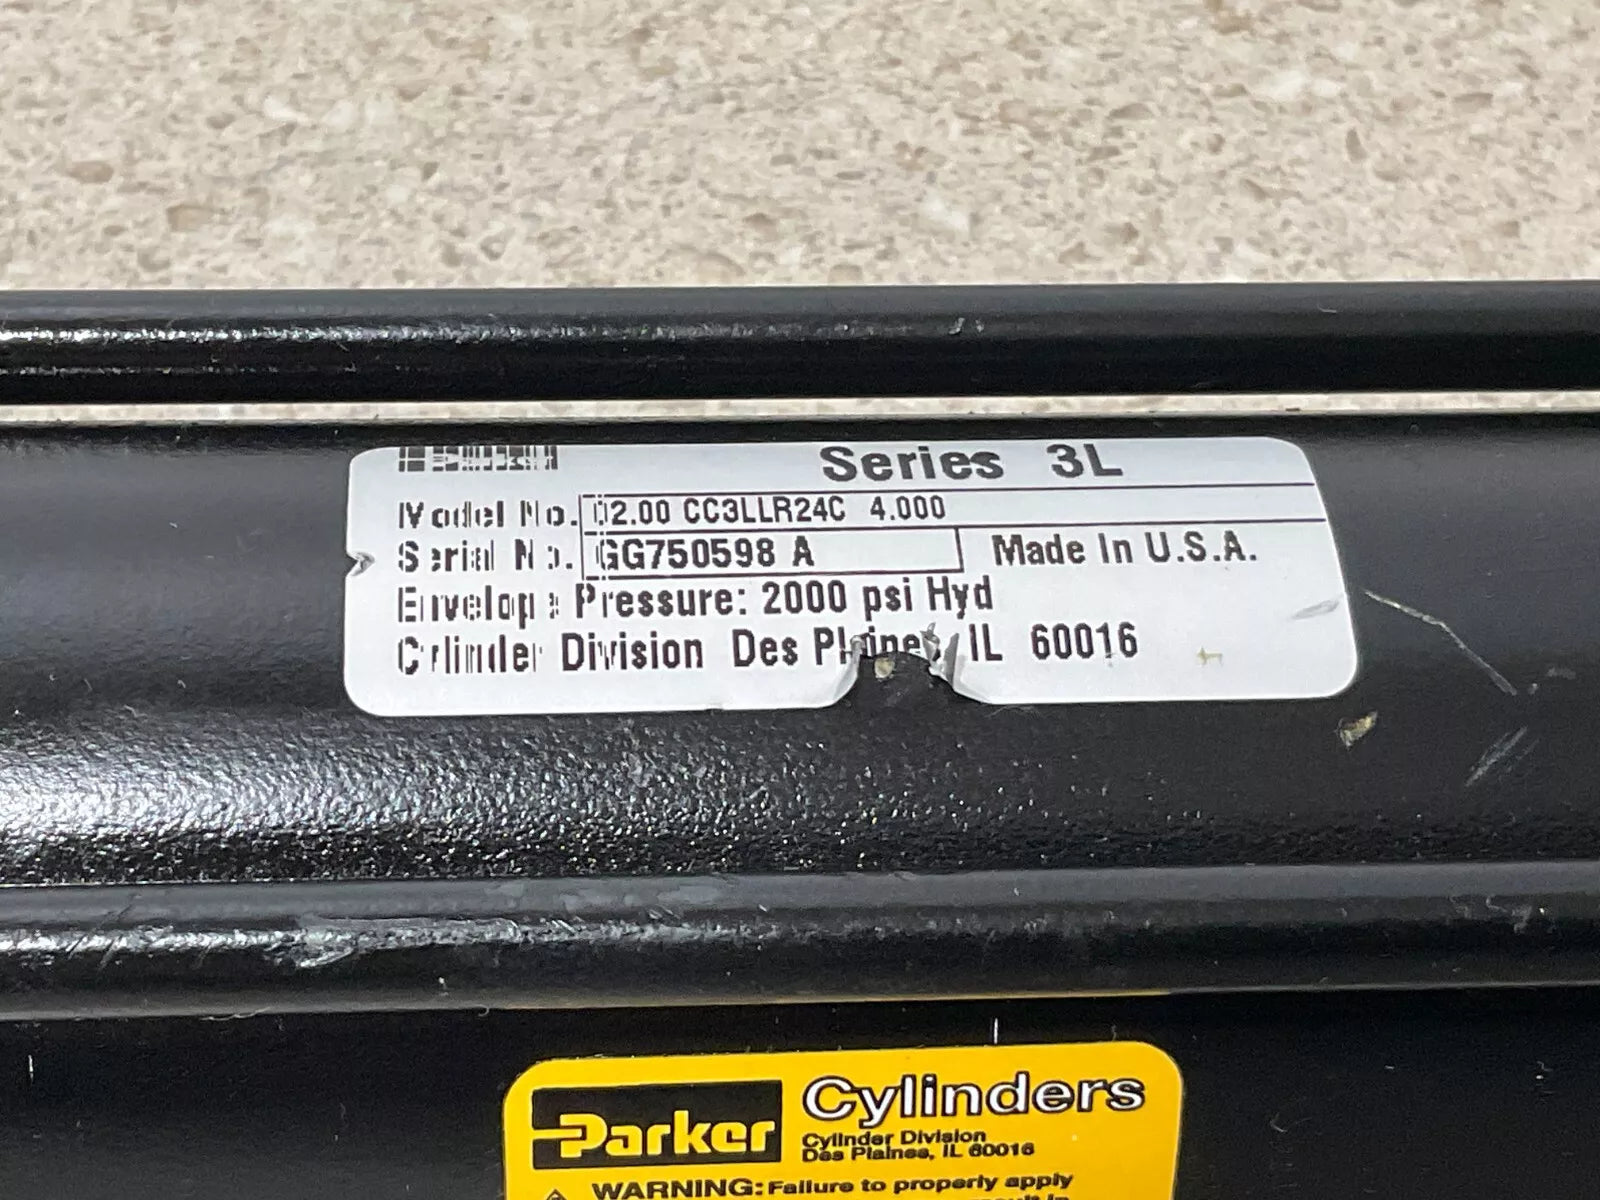 Series 3L
Model No. 02.00 CC3LLR24C 4.000
Serial No. GG750598 A Made In U.S.A.
Envelope Pressure: 2000 psi Hyd
Cylinder Division Des Plaines, IL 60016
Parker Cylinders
Cylinder Division
Des Plaines, IL 60016
WARNING: Failure to properly apply
result in